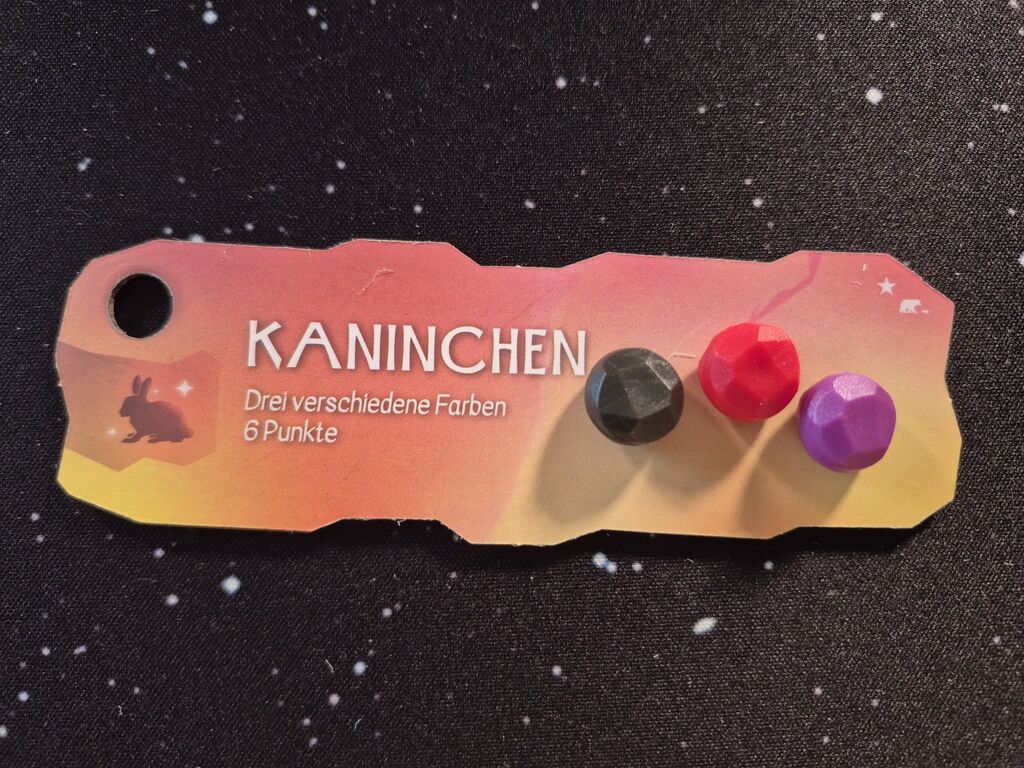 KANINCHEN
Drei verschiedene Farben
6 Punkte